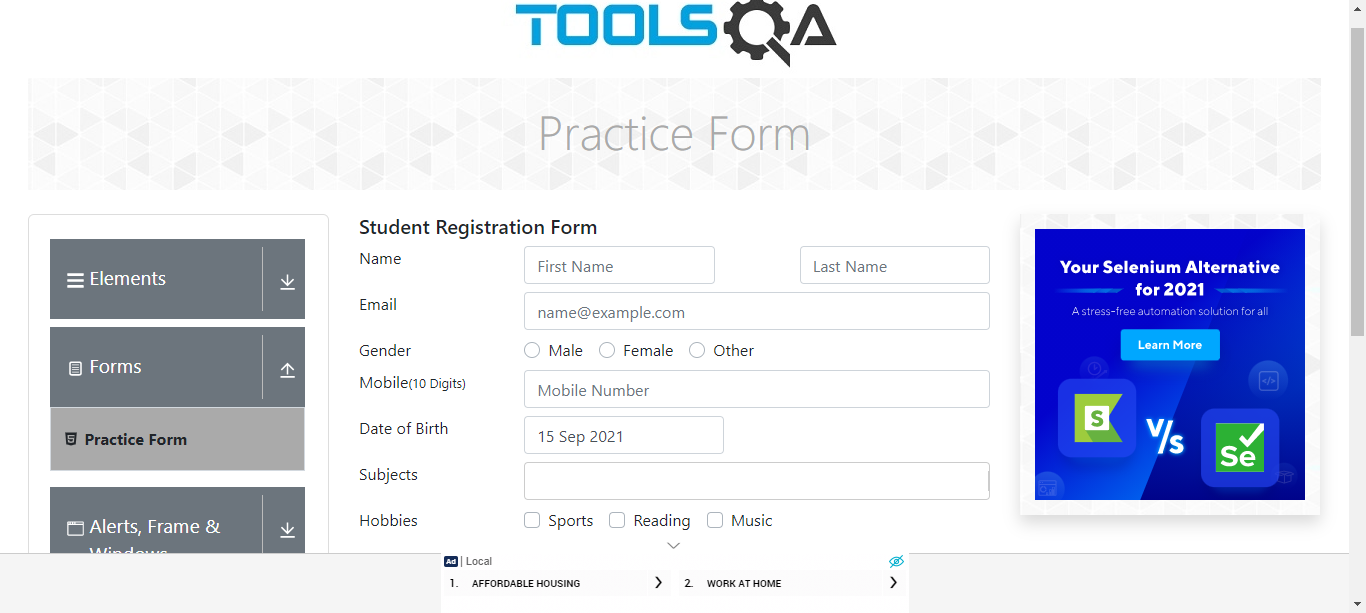 TOOLSQA
Practice Form
Elements
Forms
Practice Form
Alerts, Frame &
Windows
Student Registration Form
Name
First Name
Last Name
Email
name@example.com
Gender
Male
Female
Other
Mobile(10 Digits)
Mobile Number
Date of Birth
15 Sep 2021
Subjects
Hobbies
Sports
Reading
Music
Your Selenium Alternative
for 2021
A stress-free automation solution for all
Learn More
S
V/S
Se
Ad | Local
1. AFFORDABLE HOUSING
2. WORK AT HOME